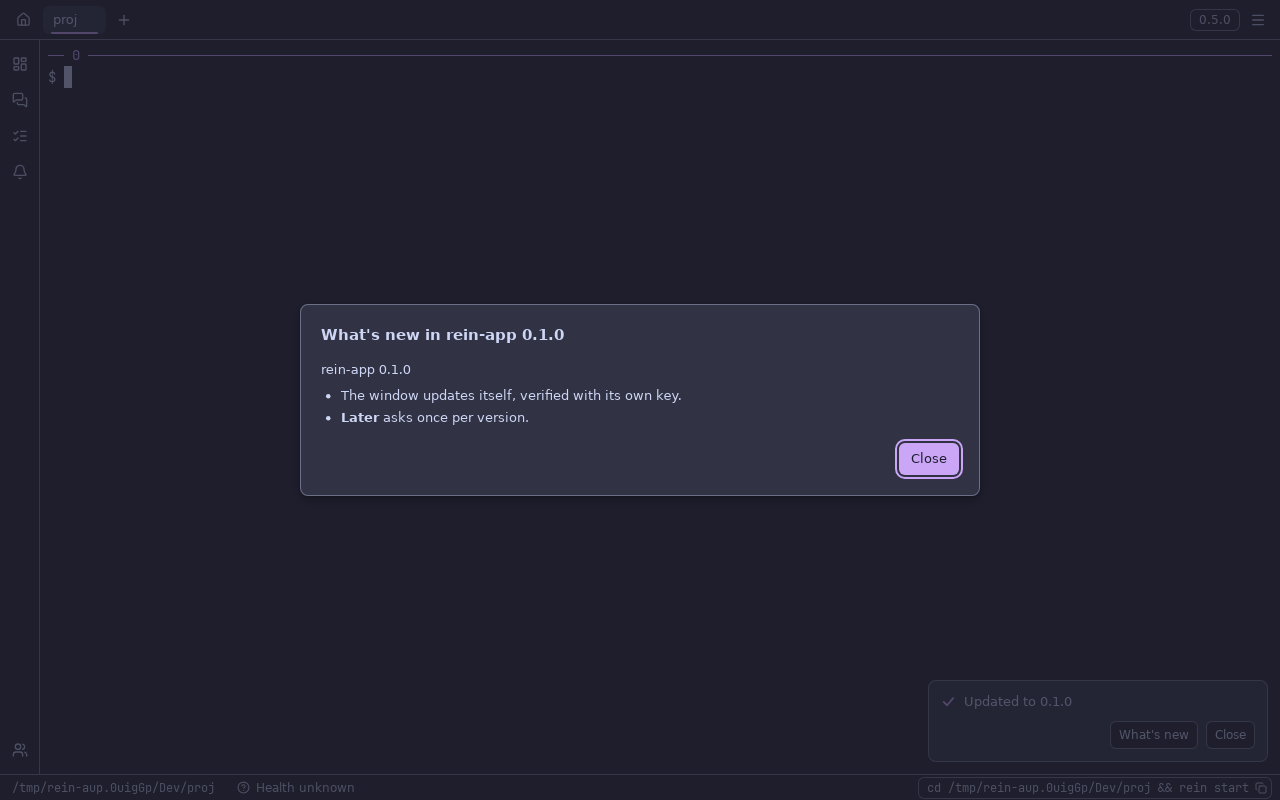 proj
0.5.0
0
$
What's new in rein-app 0.1.0
rein-app 0.1.0
• The window updates itself, verified with its own key.
• Later asks once per version.
Close
Updated to 0.1.0
What's new
Close
/tmp/rein-aup.0uigGp/Dev/proj
Health unknown
cd /tmp/rein-aup.0uigGp/Dev/proj && rein start